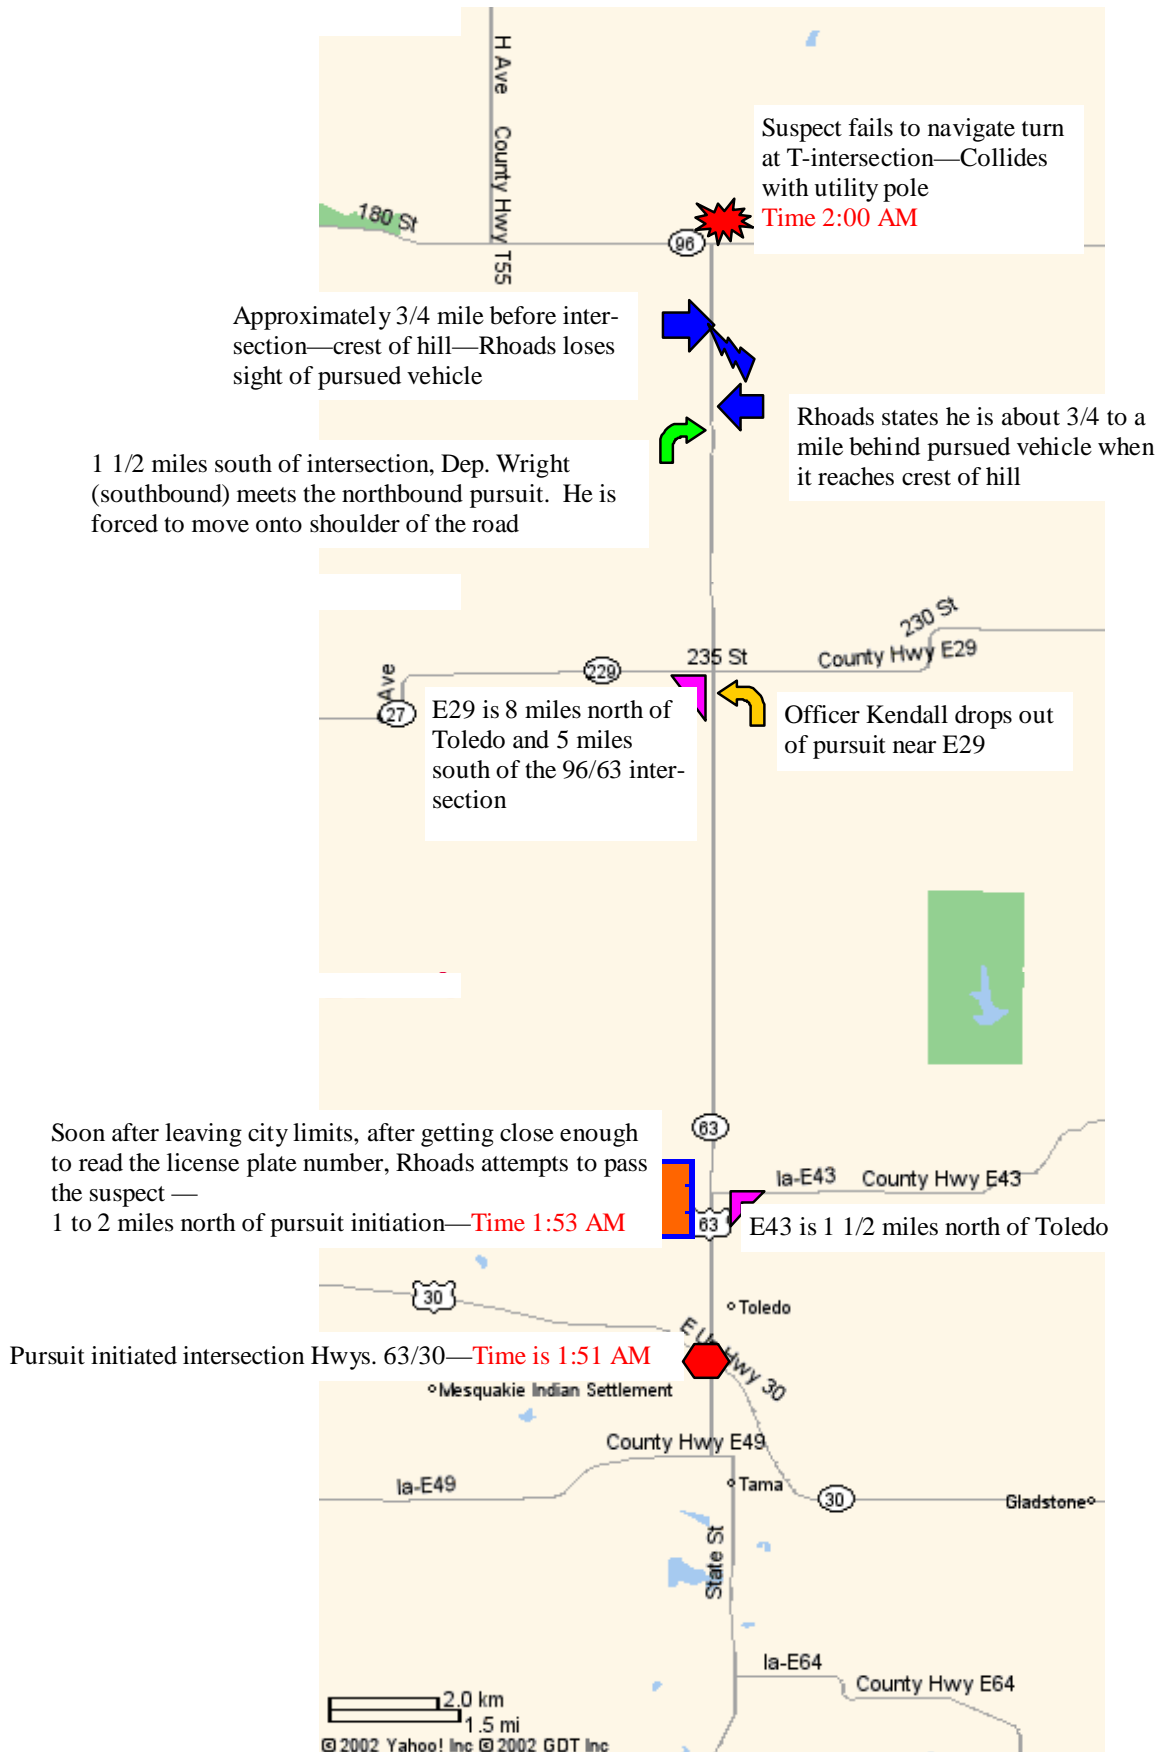 H Ave
County Hwy T55
Suspect fails to navigate turn
at T-intersection—Collides
with utility pole
Time 2:00 AM
180 St
96
Approximately 3/4 mile before inter-
section—crest of hill—Rhoads loses
sight of pursued vehicle
Rhoads states he is about 3/4 to a
mile behind pursued vehicle when
it reaches crest of hill
1 1/2 miles south of intersection, Dep. Wright
(southbound) meets the northbound pursuit.  He is
forced to move onto shoulder of the road
230 St
235 St
County Hwy E29
229
Ave
27
E29 is 8 miles north of
Toledo and 5 miles
south of the 96/63 inter-
section
Officer Kendall drops out
of pursuit near E29
63
Soon after leaving city limits, after getting close enough
to read the license plate number, Rhoads attempts to pass
the suspect —
1 to 2 miles north of pursuit initiation—Time 1:53 AM
Ia-E43
County Hwy E43
63
E43 is 1 1/2 miles north of Toledo
30
Toledo
E U
Hwy 30
Pursuit initiated intersection Hwys. 63/30—Time is 1:51 AM
Mesquakie Indian Settlement
County Hwy E49
Ia-E49
Tama
30
Gladstone
State St
Ia-E64
County Hwy E64
2.0 km
1.5 mi
© 2002 Yahoo! Inc © 2002 GDT Inc